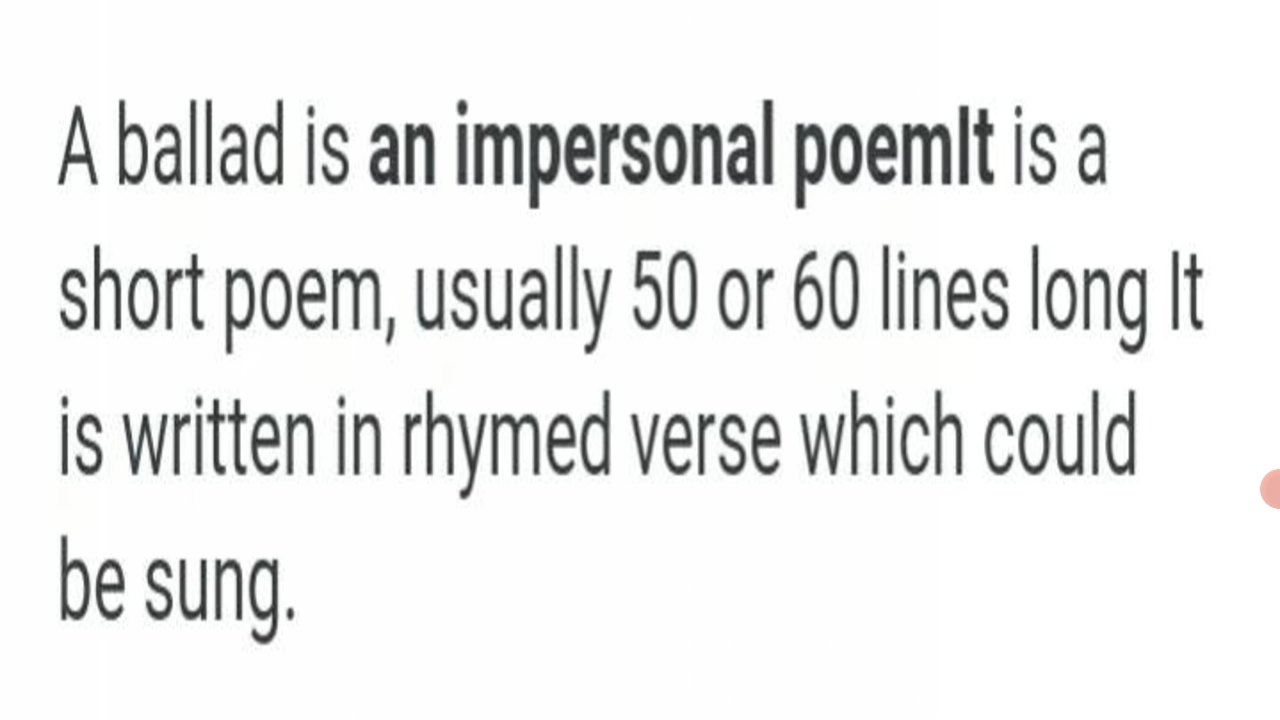 A ballad is an impersonal poemIt is a
short poem, usually 50 or 60 lines long It
is written in rhymed verse which could
be sung.